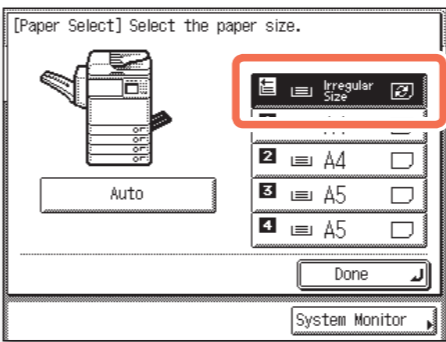 [Paper Select] Select the paper size.
Irregular
Size
2 A4
Auto
3 A5
4 A5
Done
System Monitor